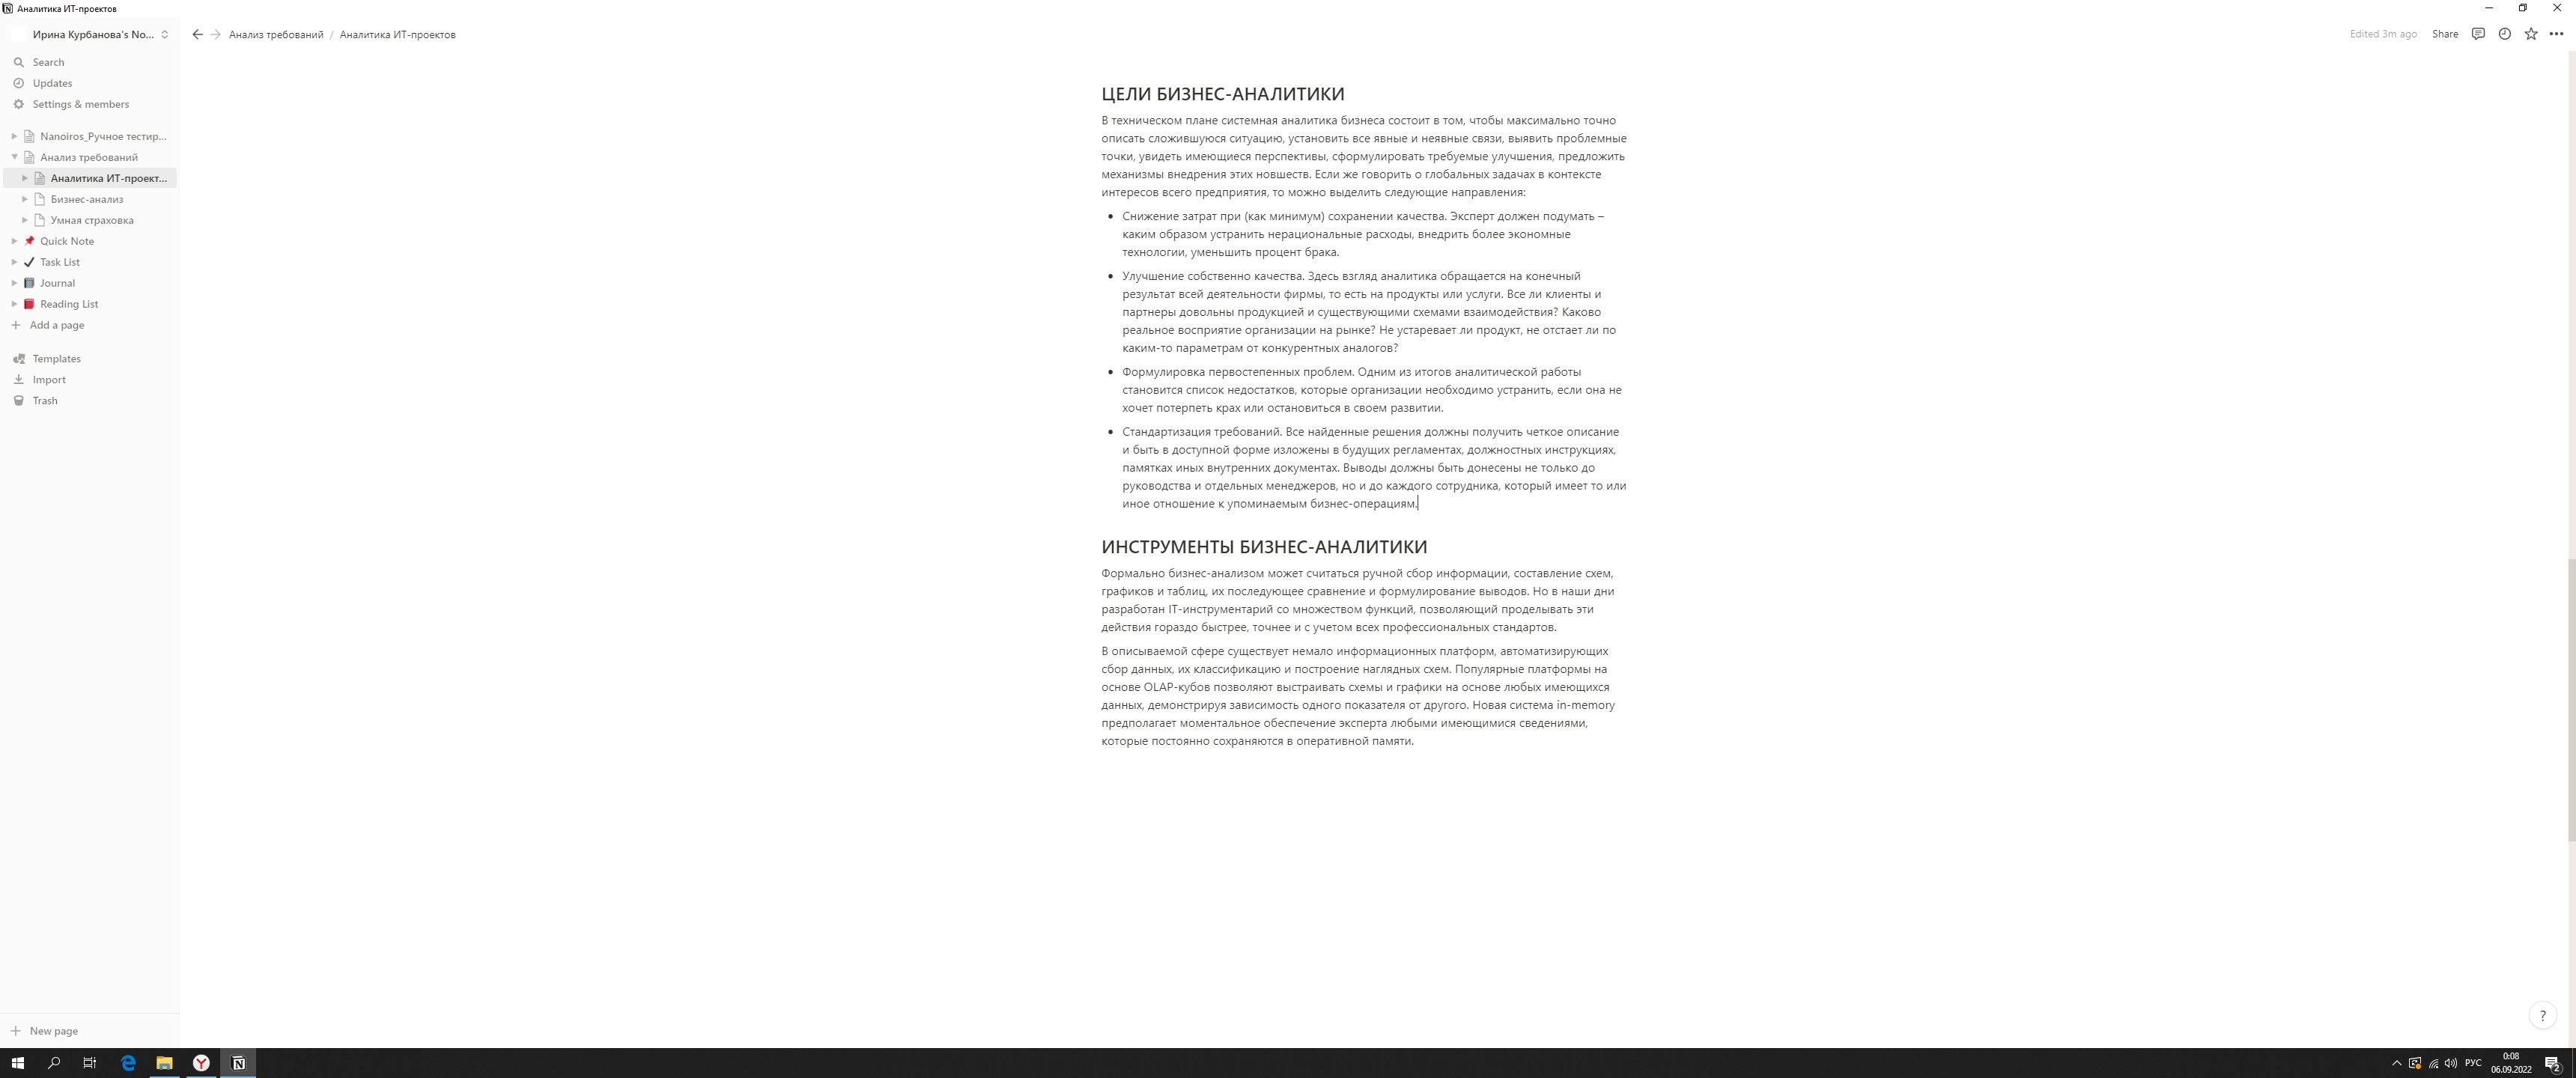 Аналитика ИТ-проектов
Ирина Курбанова's No...
Анализ требований / Аналитика ИТ-проектов
Edited 3m ago
Share
Search
Updates
Settings & members
Nanoiros_Ручное тестир...
Анализ требований
Аналитика ИТ-проект...
Бизнес-анализ
Умная страховка
Quick Note
Task List
Journal
Reading List
Add a page
Templates
Import
Trash
New page
ЦЕЛИ БИЗНЕС-АНАЛИТИКИ
В техническом плане системная аналитика бизнеса состоит в том, чтобы максимально точно
описать сложившуюся ситуацию, установить все явные и неявные связи, выявить проблемные
точки, увидеть имеющиеся перспективы, сформулировать требуемые улучшения, предложить
механизмы внедрения этих новшеств. Если же говорить о глобальных задачах в контексте
интересов всего предприятия, то можно выделить следующие направления:
• Снижение затрат при (как минимум) сохранении качества. Эксперт должен подумать –
каким образом устранить нерациональные расходы, внедрить более экономные
технологии, уменьшить процент брака.
• Улучшение собственно качества. Здесь взгляд аналитика обращается на конечный
результат всей деятельности фирмы, то есть на продукты или услуги. Все ли клиенты и
партнеры довольны продукцией и существующими схемами взаимодействия? Каково
реальное восприятие организации на рынке? Не устаревает ли продукт, не отстает ли по
каким-то параметрам от конкурентных аналогов?
• Формулировка первостепенных проблем. Одним из итогов аналитической работы
становится список недостатков, которые организации необходимо устранить, если она не
хочет потерпеть крах или остановиться в своем развитии.
• Стандартизация требований. Все найденные решения должны получить четкое описание
и быть в доступной форме изложены в будущих регламентах, должностных инструкциях,
памятках иных внутренних документах. Выводы должны быть донесены не только до
руководства и отдельных менеджеров, но и до каждого сотрудника, который имеет то или
иное отношение к упоминаемым бизнес-операциям.
ИНСТРУМЕНТЫ БИЗНЕС-АНАЛИТИКИ
Формально бизнес-анализом может считаться ручной сбор информации, составление схем,
графиков и таблиц, их последующее сравнение и формулирование выводов. Но в наши дни
разработан IT-инструментарий со множеством функций, позволяющий проделывать эти
действия гораздо быстрее, точнее и с учетом всех профессиональных стандартов.
В описываемой сфере существует немало информационных платформ, автоматизирующих
сбор данных, их классификацию и построение наглядных схем. Популярные платформы на
основе OLAP-кубов позволяют выстраивать схемы и графики на основе любых имеющихся
данных, демонстрируя зависимость одного показателя от другого. Новая система in-memory
предполагает моментальное обеспечение эксперта любыми имеющимися сведениями,
которые постоянно сохраняются в оперативной памяти.
?
РУС
0:08
06.09.2022
2